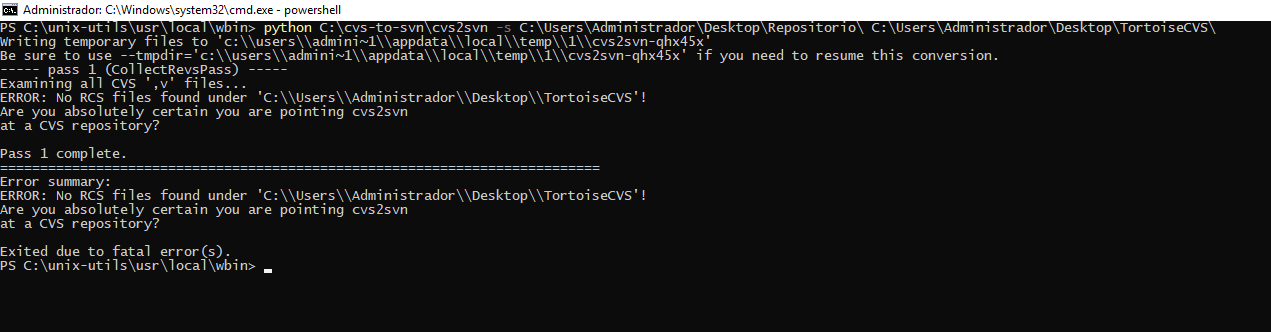 Administrador: C:\Windows\system32\cmd.exe - powershell
PS C:\unix-utils\usr\local\wbin> python C:\cvs-to-svn\cvs2svn -s C:\Users\Administrador\Desktop\Repositorio\ C:\Users\Administrador\Desktop\TortoiseCVS\
Writing temporary files to 'c:\\users\\admini~1\\appdata\\local\\temp\\1\\cvs2svn-qhx45x'
Be sure to use --tmpdir='c:\\users\\admini~1\\appdata\\local\\temp\\1\\cvs2svn-qhx45x' if you need to resume this conversion.
----- pass 1 (CollectRevsPass) -----
Examining all CVS ',v' files...
ERROR: No RCS files found under 'C:\\Users\\Administrador\\Desktop\\TortoiseCVS'!
Are you absolutely certain you are pointing cvs2svn
at a CVS repository?
Pass 1 complete.
===========================================================================
Error summary:
ERROR: No RCS files found under 'C:\\Users\\Administrador\\Desktop\\TortoiseCVS'!
Are you absolutely certain you are pointing cvs2svn
at a CVS repository?
Exited due to fatal error(s).
PS C:\unix-utils\usr\local\wbin>